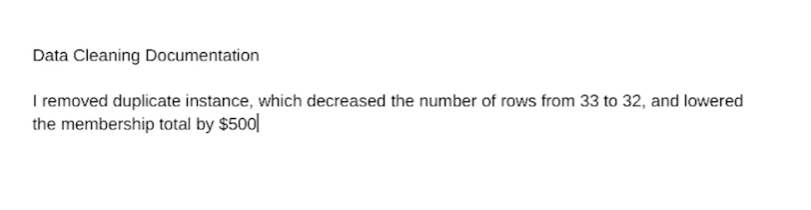 Data Cleaning Documentation
I removed duplicate instance, which decreased the number of rows from 33 to 32, and lowered
the membership total by $500